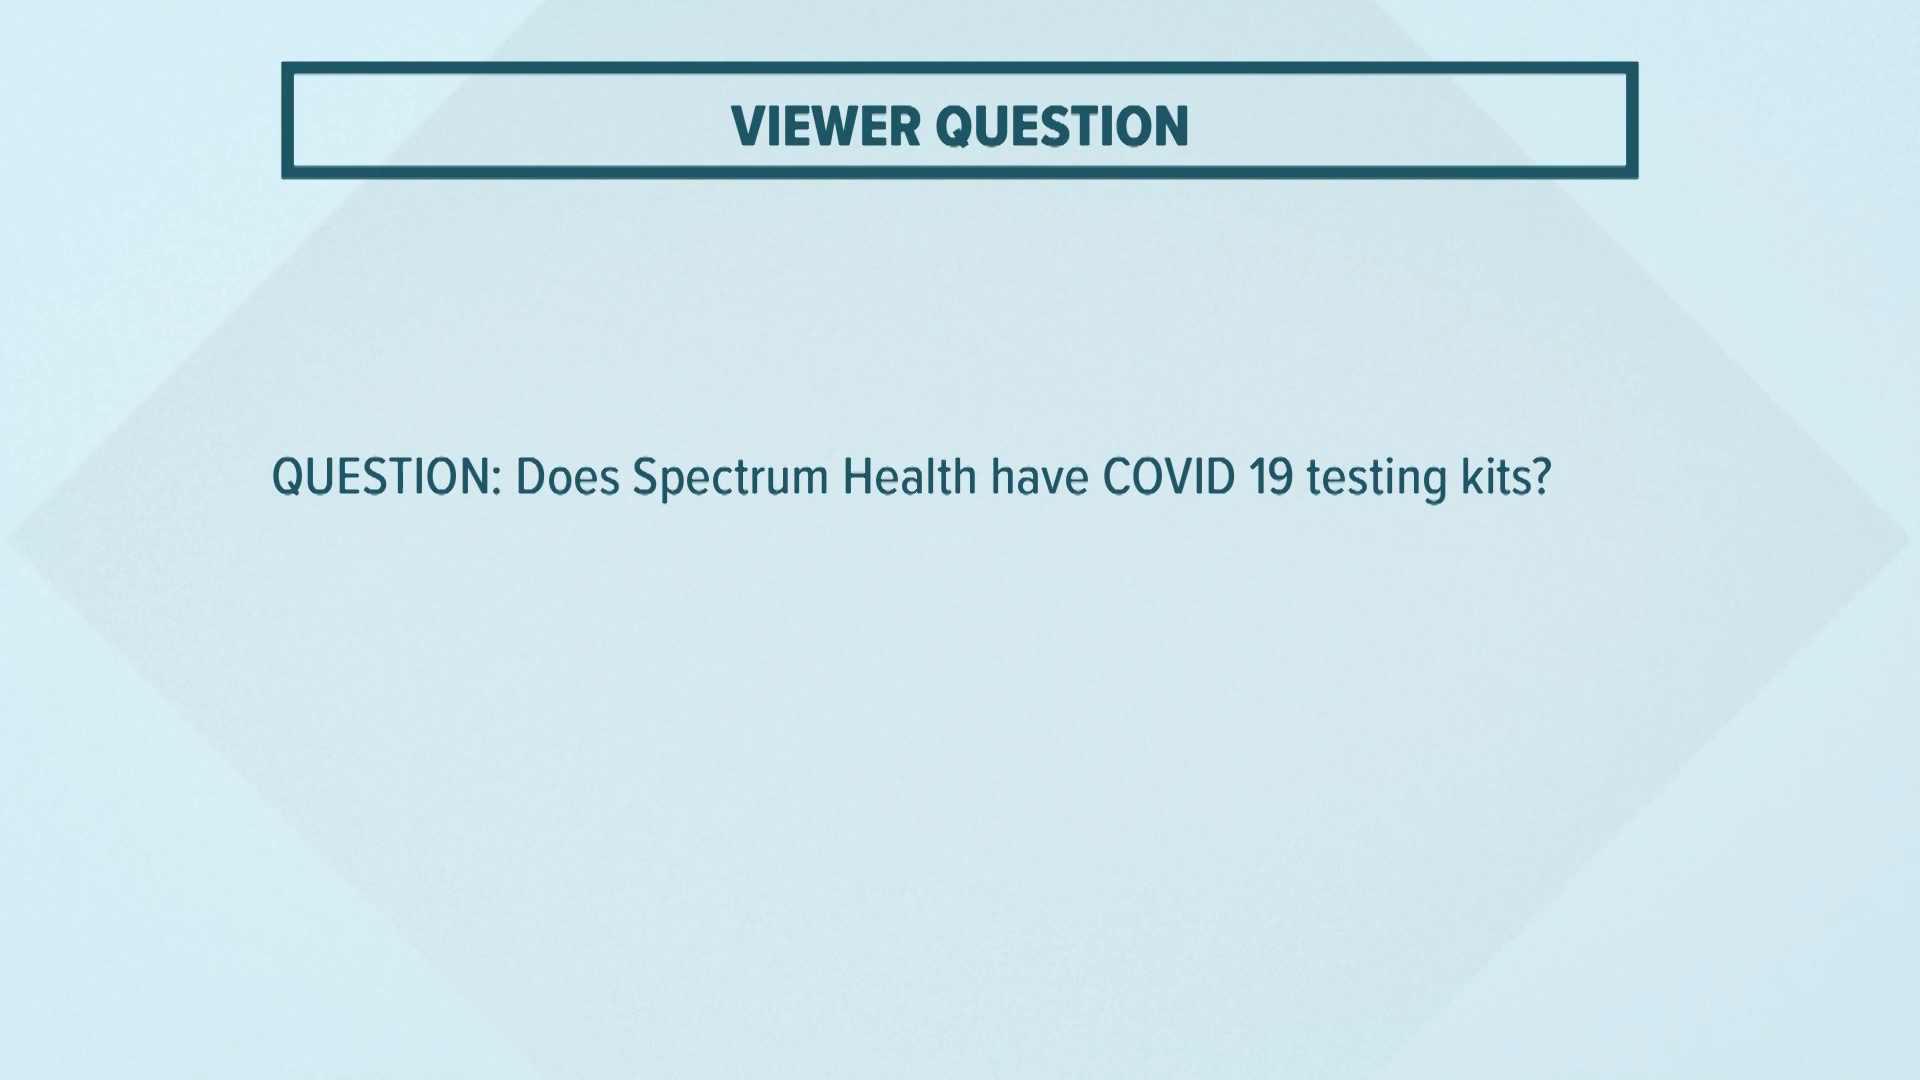 VIEWER QUESTION
QUESTION: Does Spectrum Health have COVID 19 testing kits?